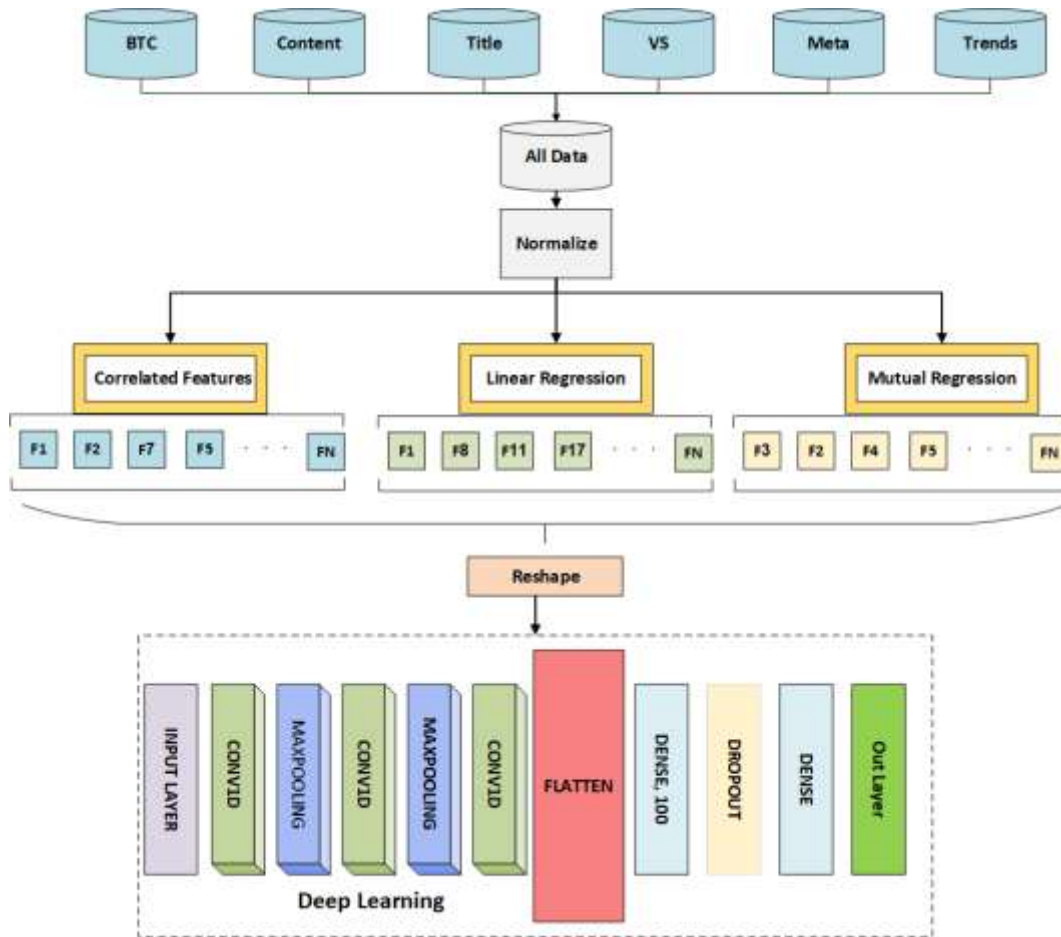 BTC
Content
Title
VS
Meta
Trends
All Data
Normalize
Correlated Features
Linear Regression
Mutual Regression
F1 F2 F7 F5 . . . FN
F1 F8 F11 F17 . . . FN
F3 F2 F4 F5 . . . FN
Reshape
INPUT LAYER
CONV1D
MAXPOOLING
CONV1D
MAXPOOLING
CONV1D
FLATTEN
DENSE, 100
DROPOUT
DENSE
Out Layer
Deep Learning